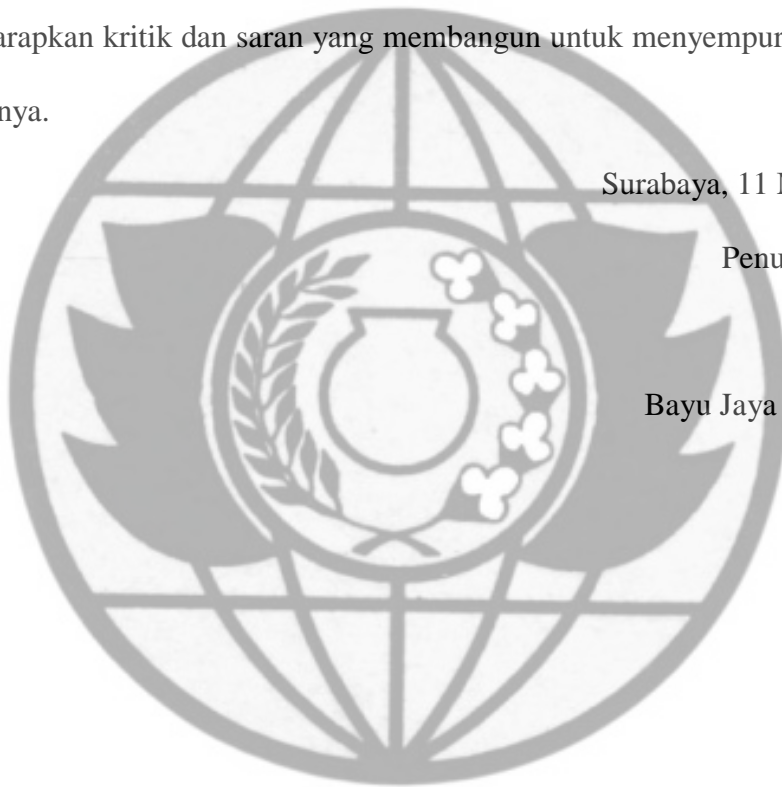 arapkan kritik dan saran yang membangun untuk menyempur
nya.
Surabaya, 11
Penu
Bayu Jaya